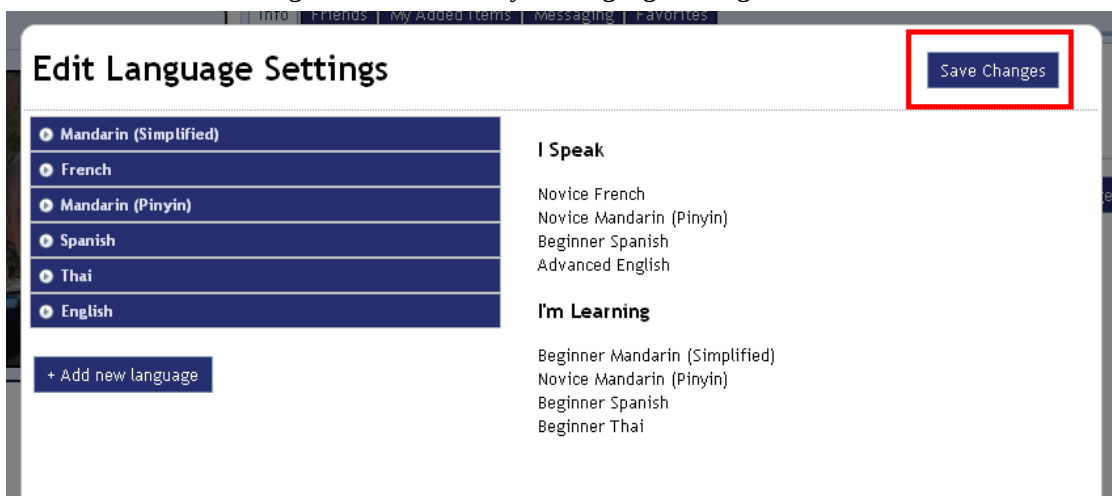 Info Friends My Added Items Messaging Favorites
Edit Language Settings
Save Changes
Mandarin (Simplified)
French
Mandarin (Pinyin)
Spanish
Thai
English
+ Add new language
I Speak
Novice French
Novice Mandarin (Pinyin)
Beginner Spanish
Advanced English
I'm Learning
Beginner Mandarin (Simplified)
Novice Mandarin (Pinyin)
Beginner Spanish
Beginner Thai